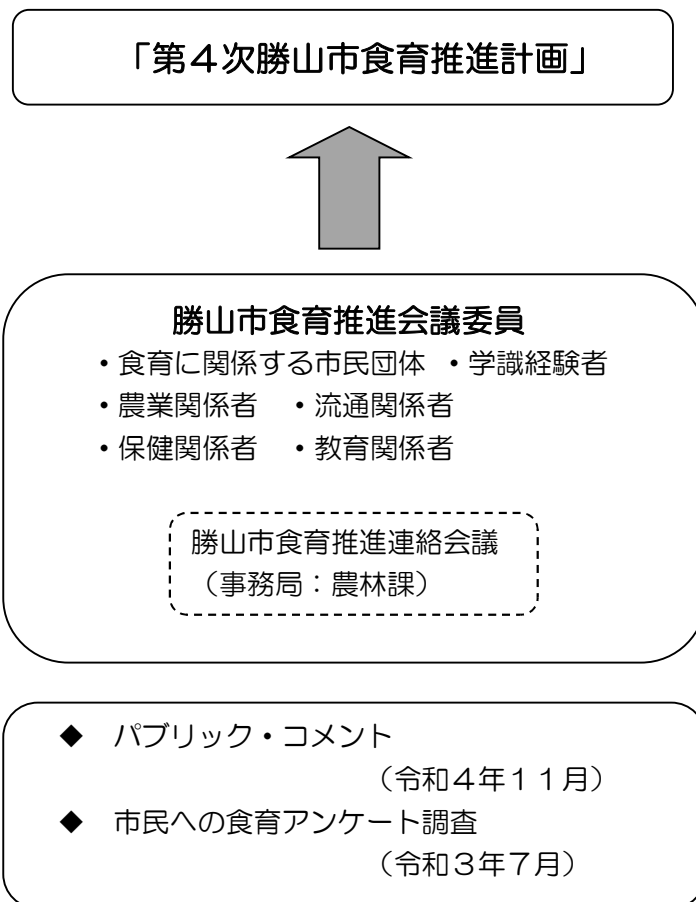 「第４次勝山市食育推進計画」
勝山市食育推進会議委員
・食育に関係する市民団体　・学識経験者
・農業関係者　・流通関係者
・保健関係者　・教育関係者
勝山市食育推進連絡会議
（事務局：農林課）
◆　パブリック・コメント
（令和４年１１月）
◆　市民への食育アンケート調査
（令和３年７月）